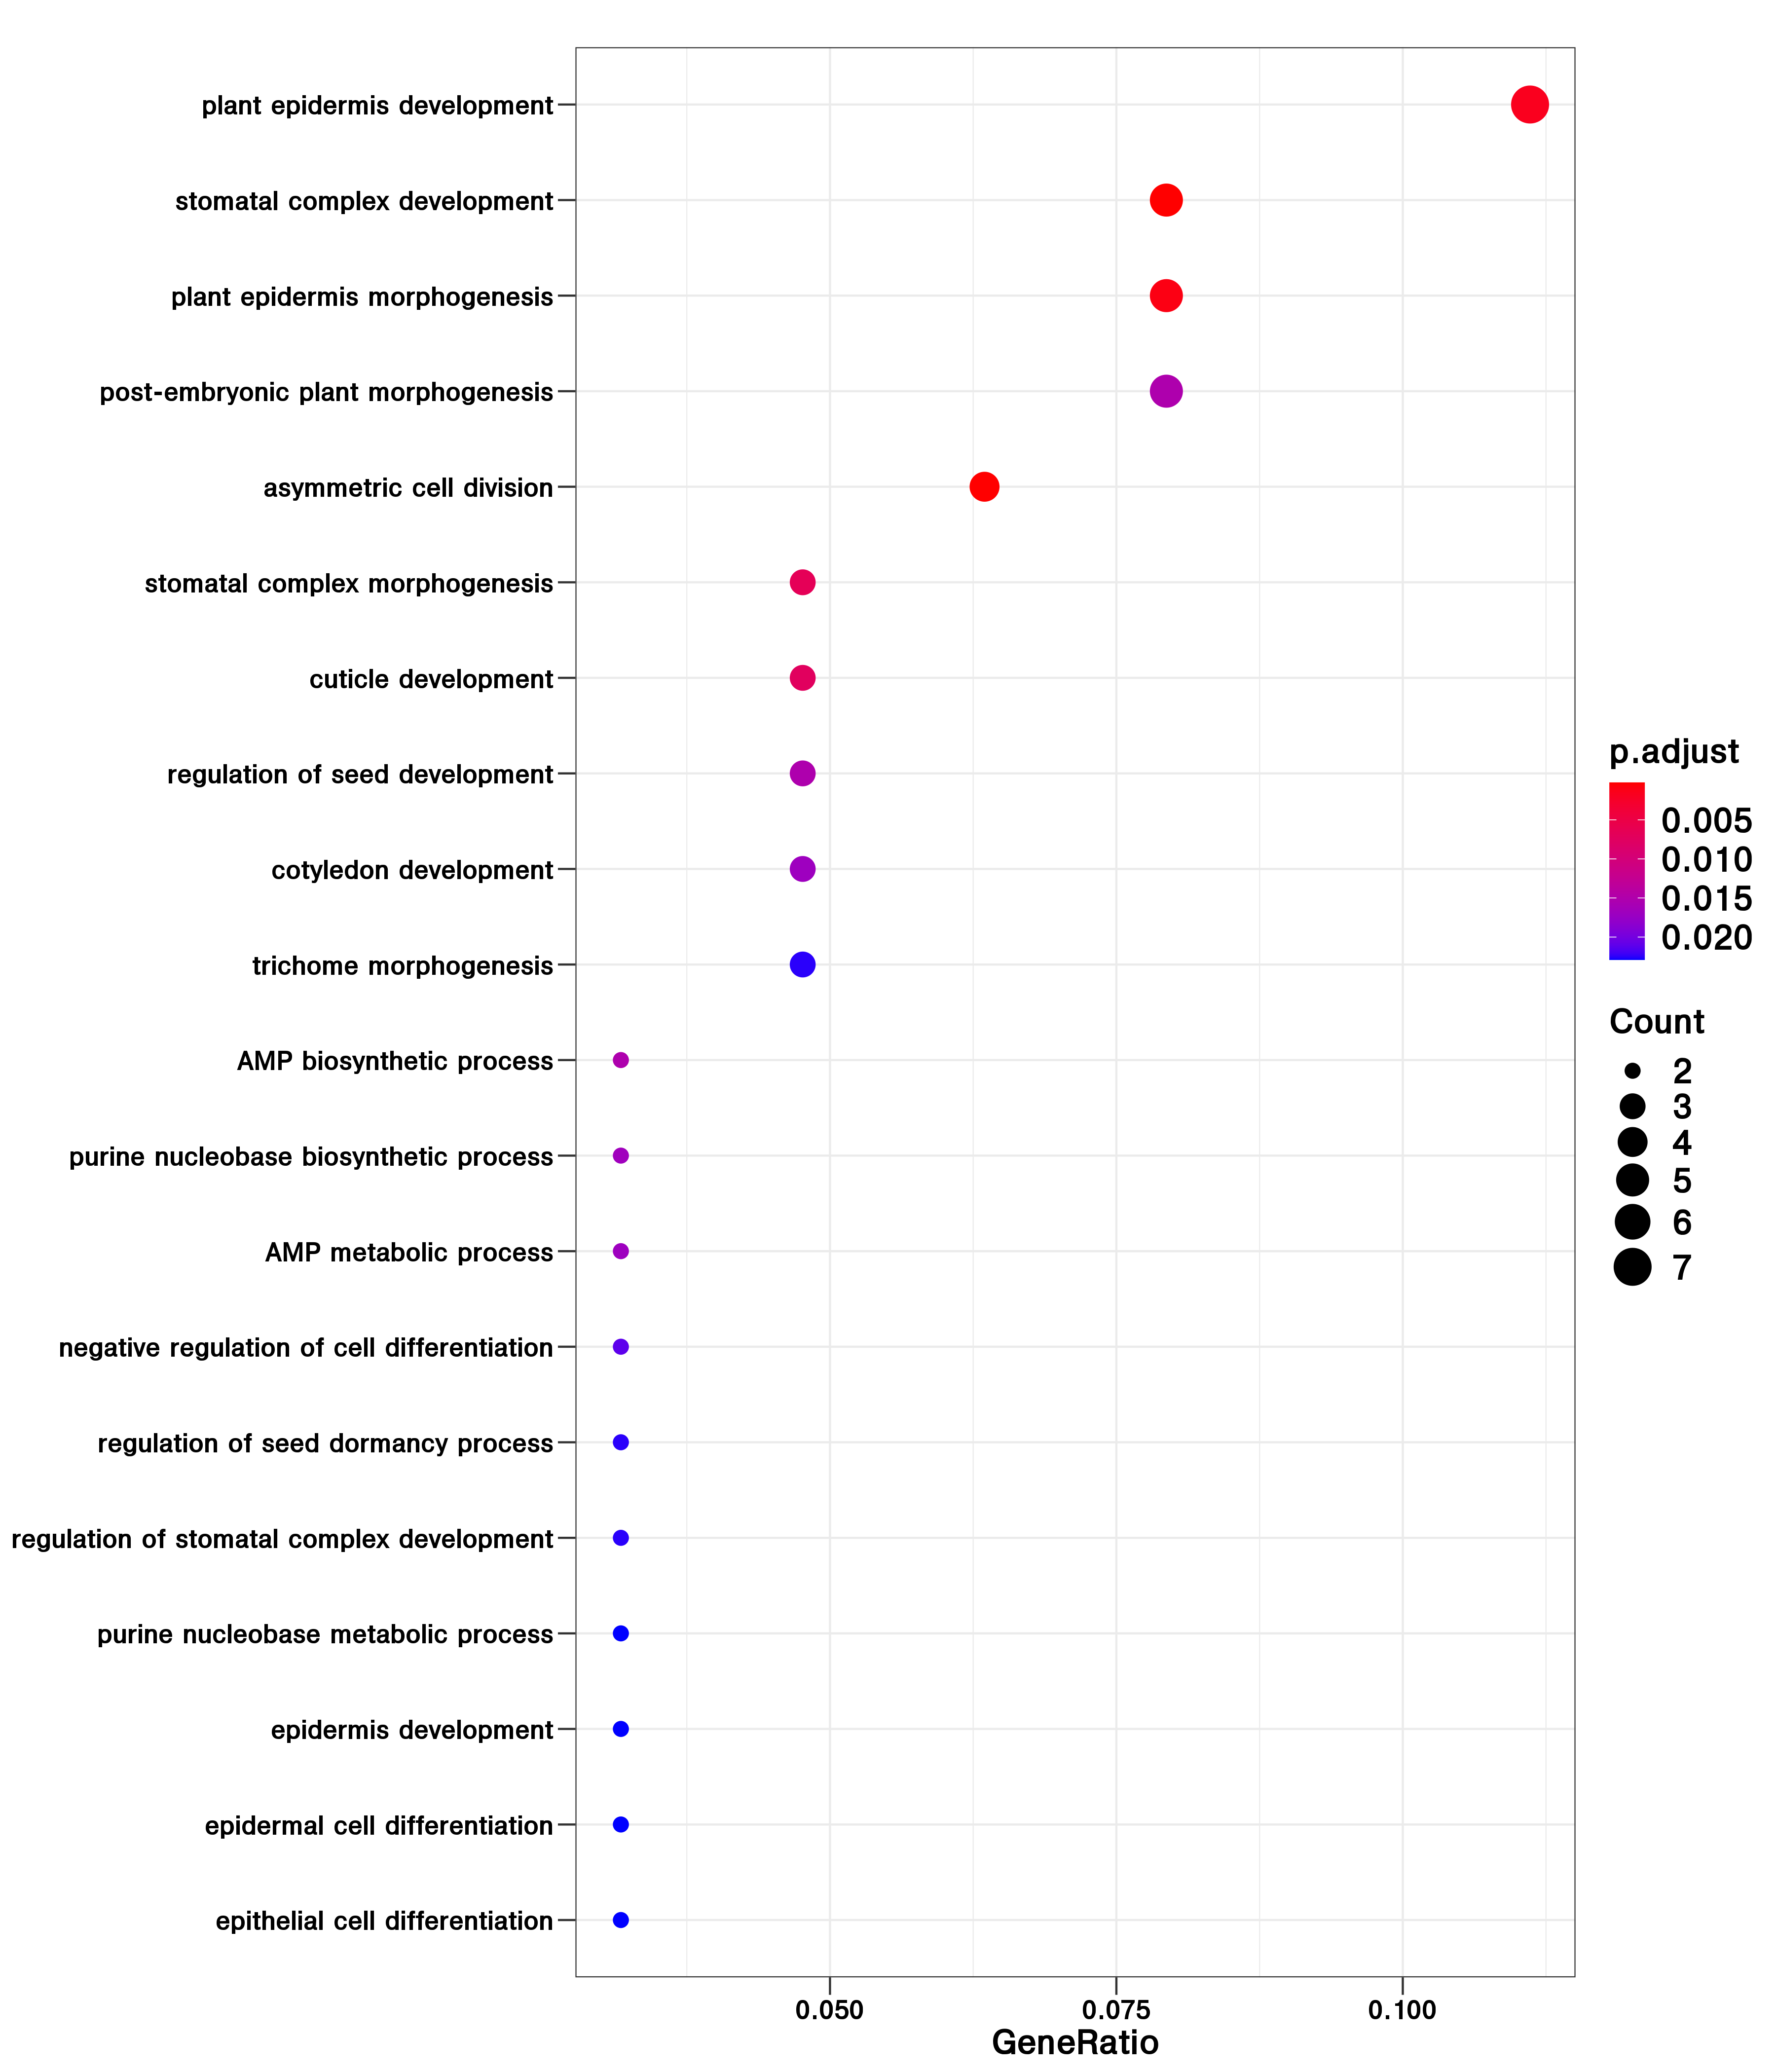 plant epidermis development
stomatal complex development
plant epidermis morphogenesis
post-embryonic plant morphogenesis
asymmetric cell division
stomatal complex morphogenesis
cuticle development
regulation of seed development
cotyledon development
trichome morphogenesis
AMP biosynthetic process
purine nucleobase biosynthetic process
AMP metabolic process
negative regulation of cell differentiation
regulation of seed dormancy process
regulation of stomatal complex development
purine nucleobase metabolic process
epidermis development
epidermal cell differentiation
epithelial cell differentiation
0.050 0.075 0.100
GeneRatio
p.adjust
0.005
0.010
0.015
0.020
Count
2
3
4
5
6
7